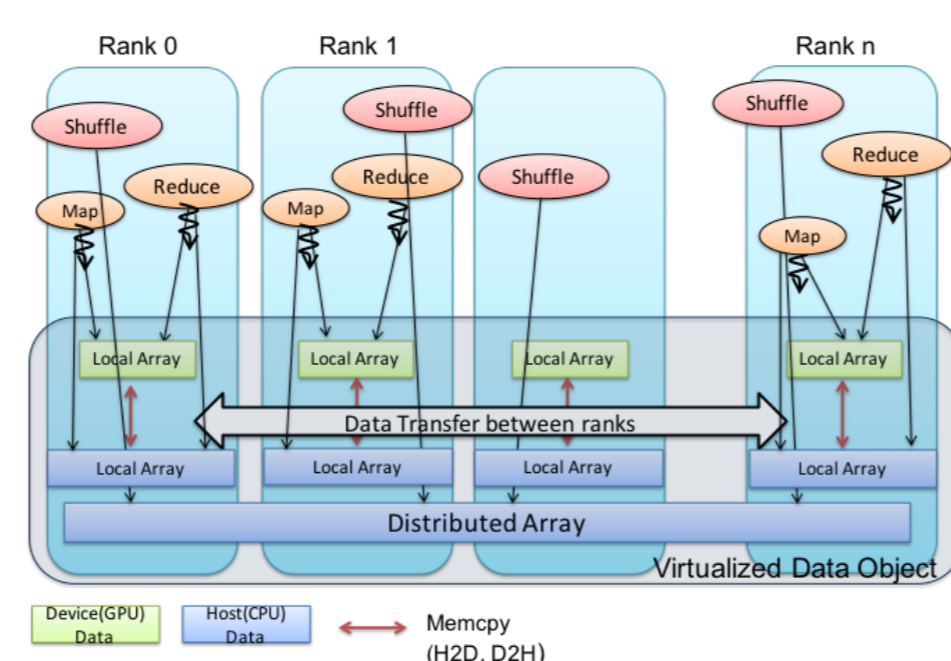 Rank 0
Rank 1
Rank n
Shuffle
Shuffle
Shuffle
Shuffle
Reduce
Reduce
Reduce
Map
Map
Map
Local Array
Local Array
Local Array
Local Array
Data Transfer between ranks
Local Array
Local Array
Local Array
Local Array
Distributed Array
Virtualized Data Object
Device(GPU)
Data
Host(CPU)
Data
Memcpy
(H2D, D2H)